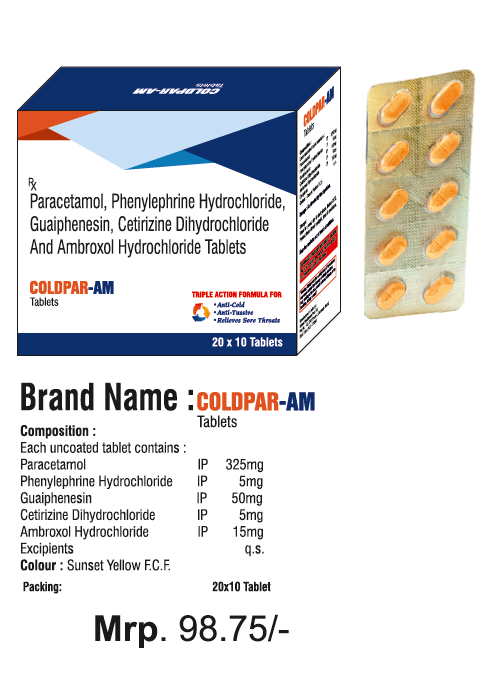 COLDPAR-AM
Tablets
COLDPAR-AM
Tablets
Rx
Paracetamol, Phenylephrine Hydrochloride,
Guaiphenesin, Cetirizine Dihydrochloride
And Ambroxol Hydrochloride Tablets
COLDPAR-AM
Tablets
TRIPLE ACTION FORMULA FOR
• Anti-Cold
• Anti-Tussive
• Relieves Sore Throats
20 x 10 Tablets
Brand Name : COLDPAR-AM
Tablets
Composition :
Each uncoated tablet contains :
Paracetamol IP 325mg
Phenylephrine Hydrochloride IP 5mg
Guaiphenesin IP 50mg
Cetirizine Dihydrochloride IP 5mg
Ambroxol Hydrochloride IP 15mg
Excipients q.s.
Colour : Sunset Yellow F.C.F.
Packing: 20x10 Tablet
Mrp. 98.75/-